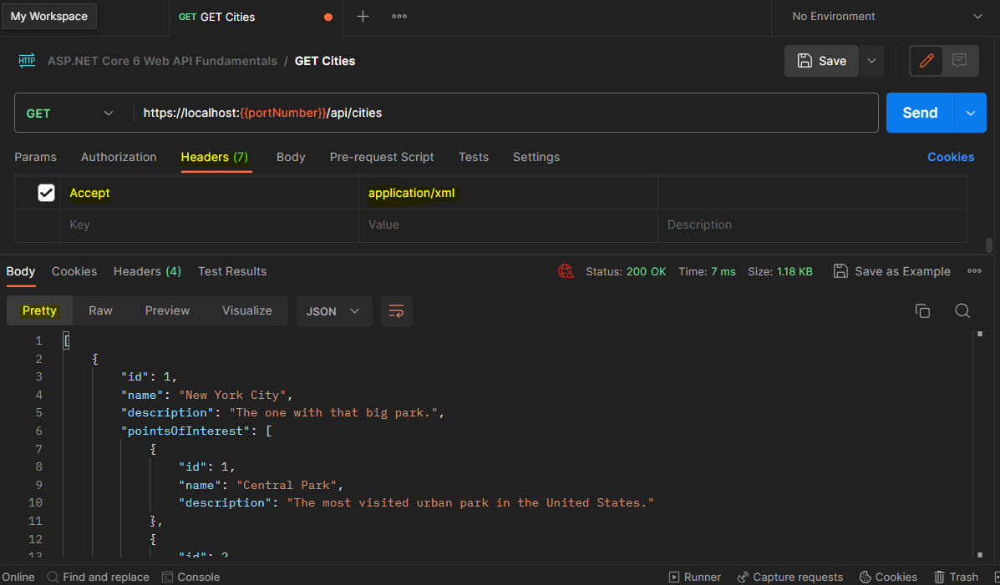 My Workspace
GET GET Cities
No Environment
HTTP ASP.NET Core 6 Web API Fundamentals / GET Cities
Save
GET https://localhost:{{portNumber}}/api/cities
Send
Params Authorization Headers (7) Body Pre-request Script Tests Settings Cookies
Accept application/xml
Key Value Description
Body Cookies Headers (4) Test Results Status: 200 OK Time: 7 ms Size: 1.18 KB Save as Example
Pretty Raw Preview Visualize JSON
1 [
2 {
3 "id": 1,
4 "name": "New York City",
5 "description": "The one with that big park.",
6 "pointsOfInterest": [
7 {
8 "id": 1,
9 "name": "Central Park",
10 "description": "The most visited urban park in the United States."
11 },
12 {
13 "id": 2
Online Find and replace Console Runner Capture requests Cookies Trash